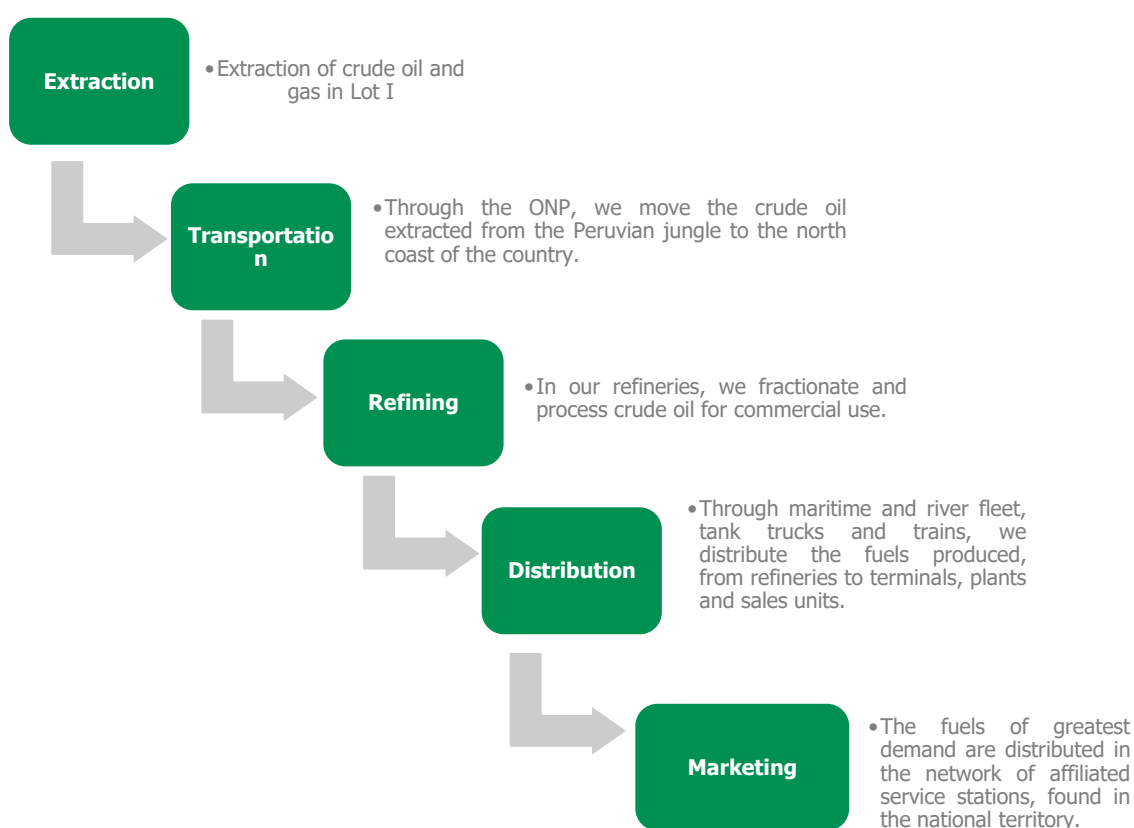 Extraction
•Extraction of crude oil and
gas in Lot I
Transportatio
n
•Through the ONP, we move the crude oil
extracted from the Peruvian jungle to the north
coast of the country.
Refining
•In our refineries, we fractionate and
process crude oil for commercial use.
Distribution
•Through maritime and river fleet,
tank trucks and trains, we
distribute the fuels produced,
from refineries to terminals, plants
and sales units.
Marketing
•The fuels of greatest
demand are distributed in
the network of affiliated
service stations, found in
the national territory.